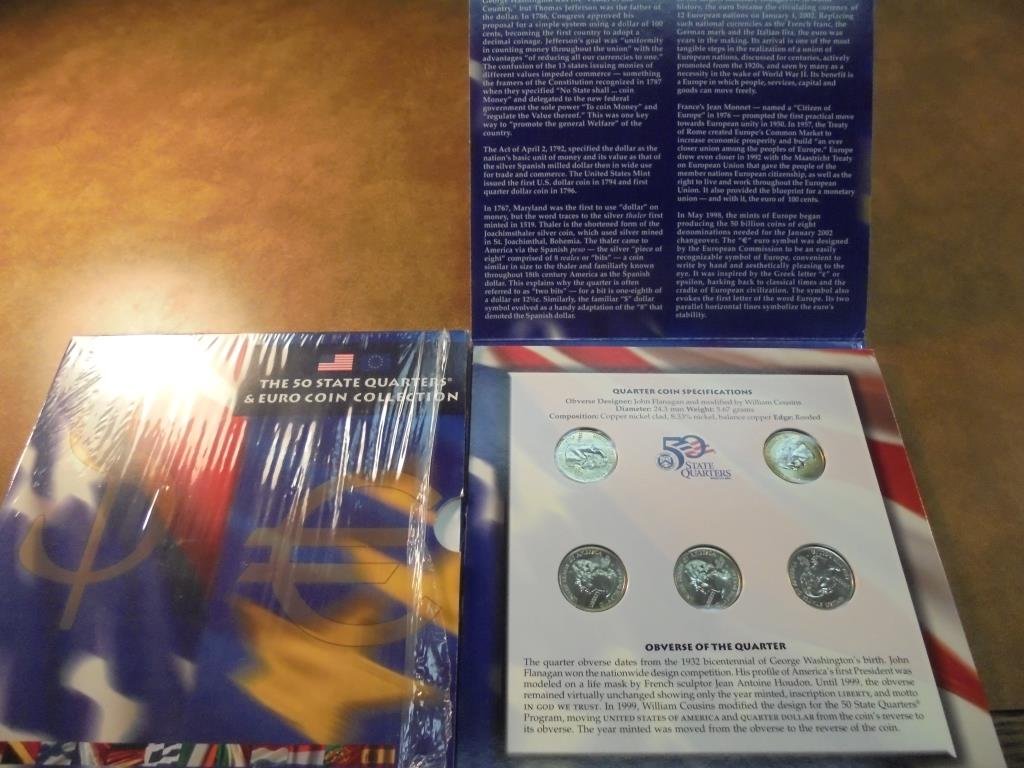 Country," but Thomas Jefferson was the father of
the dollar. In 1786, Congress approved his
proposal for a simple system using a dollar of 100
cents, becoming the first country to adopt a
decimal coinage. Jefferson's goal was "uniformity
in counting money throughout the union" with the
advantages "of reducing all our currencies to one."
The confusion of the 13 states issuing monies of
different values impeded commerce — something
the framers of the Constitution recognized in 1787
when they specified "No State shall ... coin
Money" and delegated to the new federal
government the sole power "To coin Money" and
"regulate the Value thereof." This was one key
way to "promote the general Welfare" of the
country.
The Act of April 2, 1792, specified the dollar as the
nation's basic unit of money and its value as that of
the silver Spanish milled dollar then in wide use
for trade and commerce. The United States Mint
issued the first U.S. dollar coin in 1794 and first
quarter dollar coin in 1796.
In 1767, Maryland was the first to use "dollar" on
money, but the word traces to the silver thaler first
minted in 1519. Thaler is the shortened form of the
Joachimsthaler silver coin, which used silver mined
in St. Joachimthal, Bohemia. The thaler came to
America via the Spanish peso — the silver "piece of
eight" comprised of 8 reales or "bits" — a coin
similar in size to the thaler and familiarly known
throughout 18th century America as the Spanish
dollar. This explains why the quarter is often
referred to as "two bits" — for a bit is one-eighth of
a dollar or 12½¢. Similarly, the familiar "$" dollar
symbol evolved as a handy adaptation of the "8" that
denoted the Spanish dollar.
history, the euro became the circulating currency of
12 European nations on January 1, 2002. Replacing
such national currencies as the French franc, the
German mark and the Italian lira, the euro was
years in the making. Its arrival is one of the most
tangible steps in the realization of a union of
European nations, discussed for centuries, actively
promoted from the 1920s, and seen by many as a
necessity in the wake of World War II. Its benefit is
a Europe in which people, services, capital and
goods can move freely.
France's Jean Monnet — named a "Citizen of
Europe" in 1976 — prompted the first practical move
towards European unity in 1950. In 1957, the Treaty
of Rome created Europe's Common Market to
increase economic prosperity and build "an ever
closer union among the peoples of Europe." Europe
drew even closer in 1992 with the Maastricht Treaty
on European Union that gave the people of the
member nations European citizenship, as well as the
right to live and work throughout the European
Union. It also provided the blueprint for a monetary
union — and with it, the euro of 100 cents.
In May 1998, the mints of Europe began
producing the 50 billion coins of eight
denominations needed for the January 2002
changeover. The "€" euro symbol was designed
by the European Commission to be an easily
recognizable symbol of Europe, convenient to
write by hand and aesthetically pleasing to the
eye. It was inspired by the Greek letter "ε" or
epsilon, harking back to classical times and the
cradle of European civilization. The symbol also
evokes the first letter of the word Europe. Its two
parallel horizontal lines symbolize the euro's
stability.
THE 50 STATE QUARTERS®
& EURO COIN COLLECTION
€
QUARTER COIN SPECIFICATIONS
Obverse Designer: John Flanagan and modified by William Cousins
Diameter: 24.3 mm Weight: 5.67 grams
Composition: Copper nickel clad, 8.33% nickel, balance copper Edge: Reeded
50
STATE
QUARTERS
OBVERSE OF THE QUARTER
The quarter obverse dates from the 1932 bicentennial of George Washington's birth. John
Flanagan won the nationwide design competition. His profile of America's first President was
modeled on a life mask by French sculptor Jean Antoine Houdon. Until 1999, the obverse
remained virtually unchanged showing only the year minted, inscription LIBERTY, and motto
IN GOD WE TRUST. In 1999, William Cousins modified the design for the 50 State Quarters®
Program, moving UNITED STATES OF AMERICA and QUARTER DOLLAR from the coin's reverse to
its obverse. The year minted was moved from the obverse to the reverse of the coin.